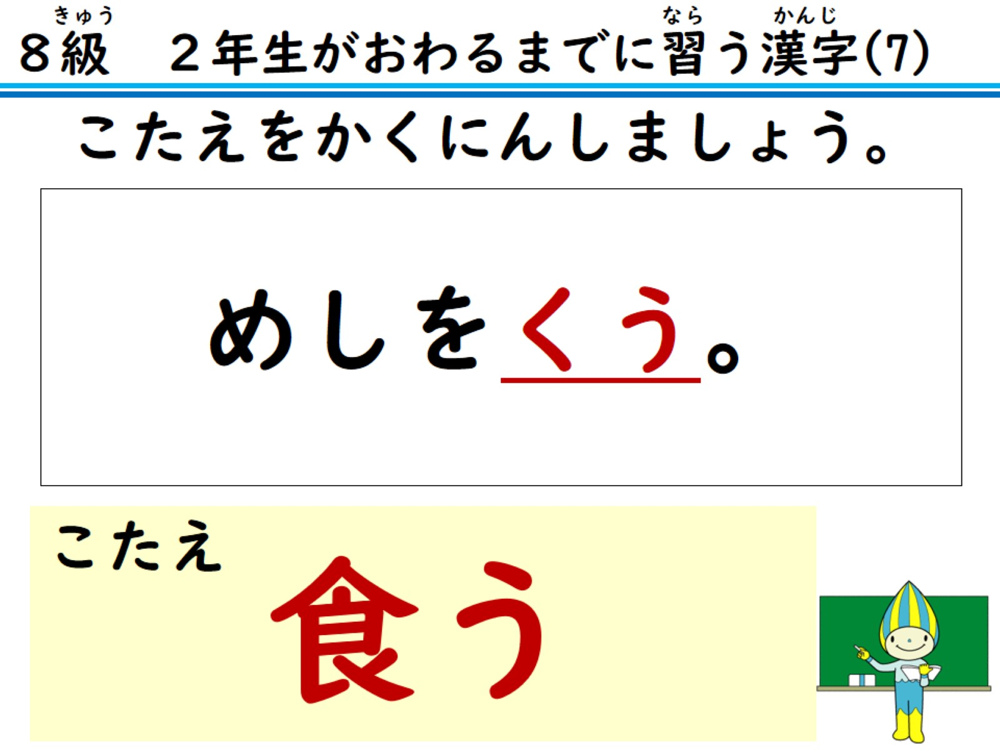 きゅう なら かんじ
８級　２年生がおわるまでに習う漢字(7)
こたえをかくにんしましょう。
めしをくう。
こたえ
食う